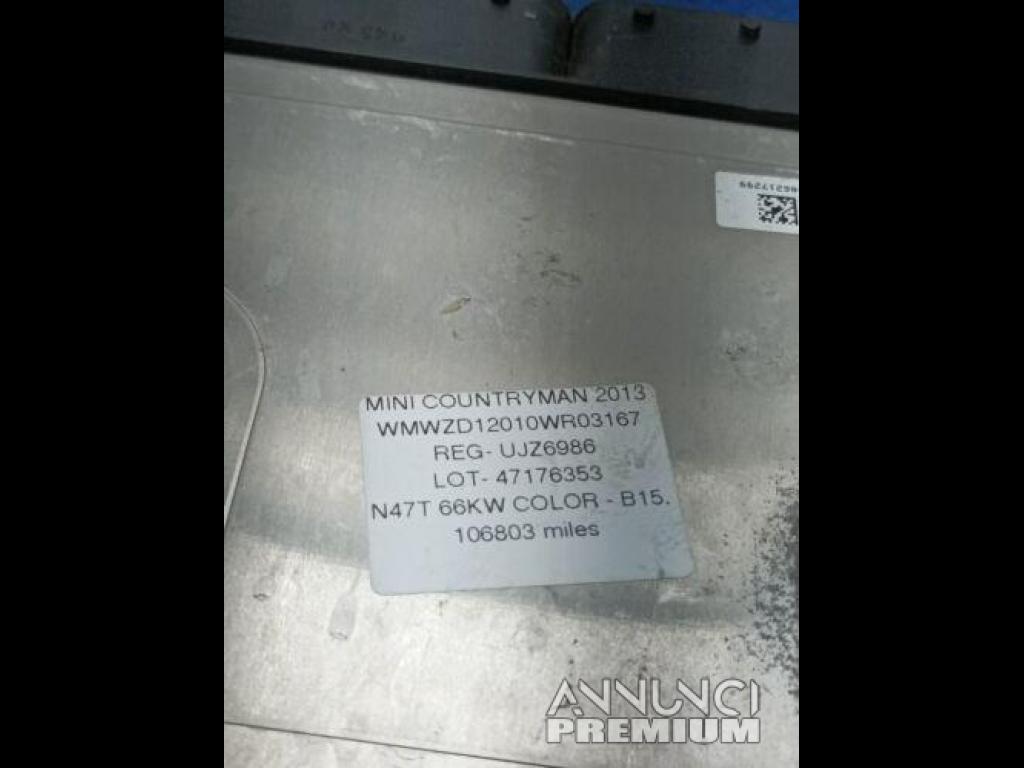 MINI COUNTRYMAN 2013
WMWZD12010WR03167
REG- UJZ6986
LOT- 47176353
N47T 66KW COLOR - B15.
106803 miles
ANNUNCI
PREMIUM